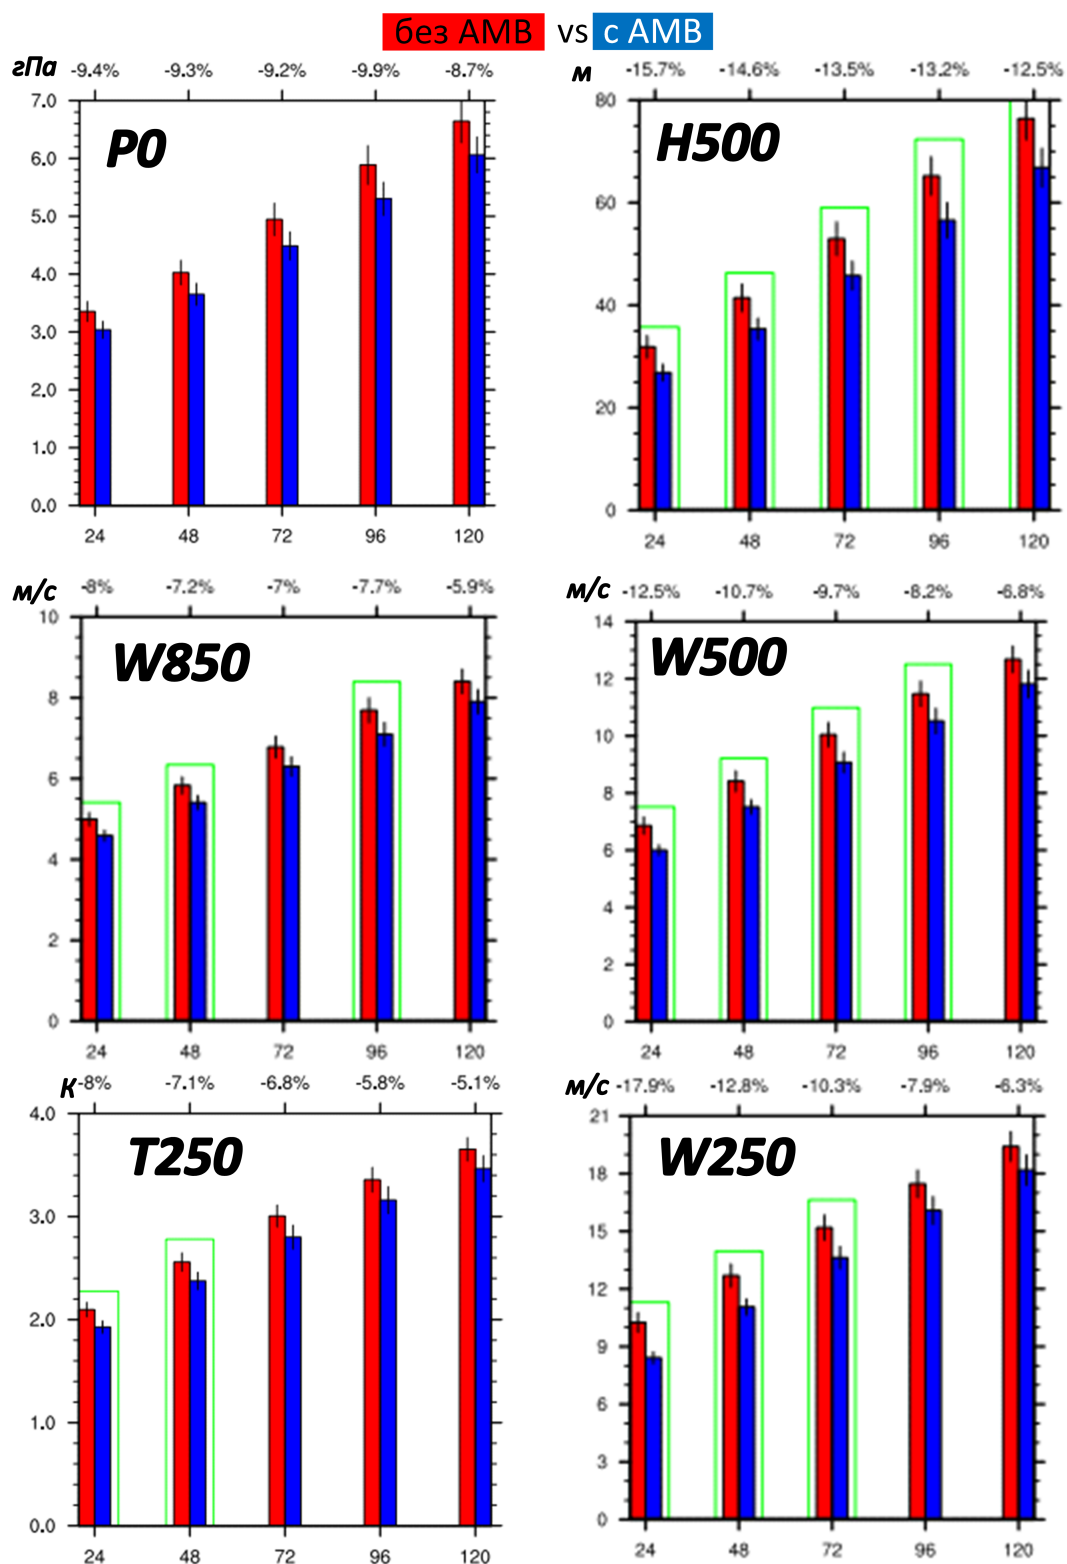 без АМВ vs с АМВ
гПа -9.4% -9.3% -9.2% -9.9% -8.7%
7.0
P0
6.0
5.0
4.0
3.0
2.0
1.0
0.0
24 48 72 96 120
м -15.7% -14.6% -13.5% -13.2% -12.5%
80
H500
60
40
20
0
24 48 72 96 120
м/с -8% -7.2% -7% -7.7% -5.9%
10
W850
8
6
4
2
0
24 48 72 96 120
м/с -12.5% -10.7% -9.7% -8.2% -6.8%
14
W500
12
10
8
6
4
2
0
24 48 72 96 120
К -8% -7.1% -6.8% -5.8% -5.1%
4.0
T250
3.0
2.0
1.0
0.0
24 48 72 96 120
м/с -17.9% -12.8% -10.3% -7.9% -6.3%
21
W250
18
15
12
9
6
3
0
24 48 72 96 120